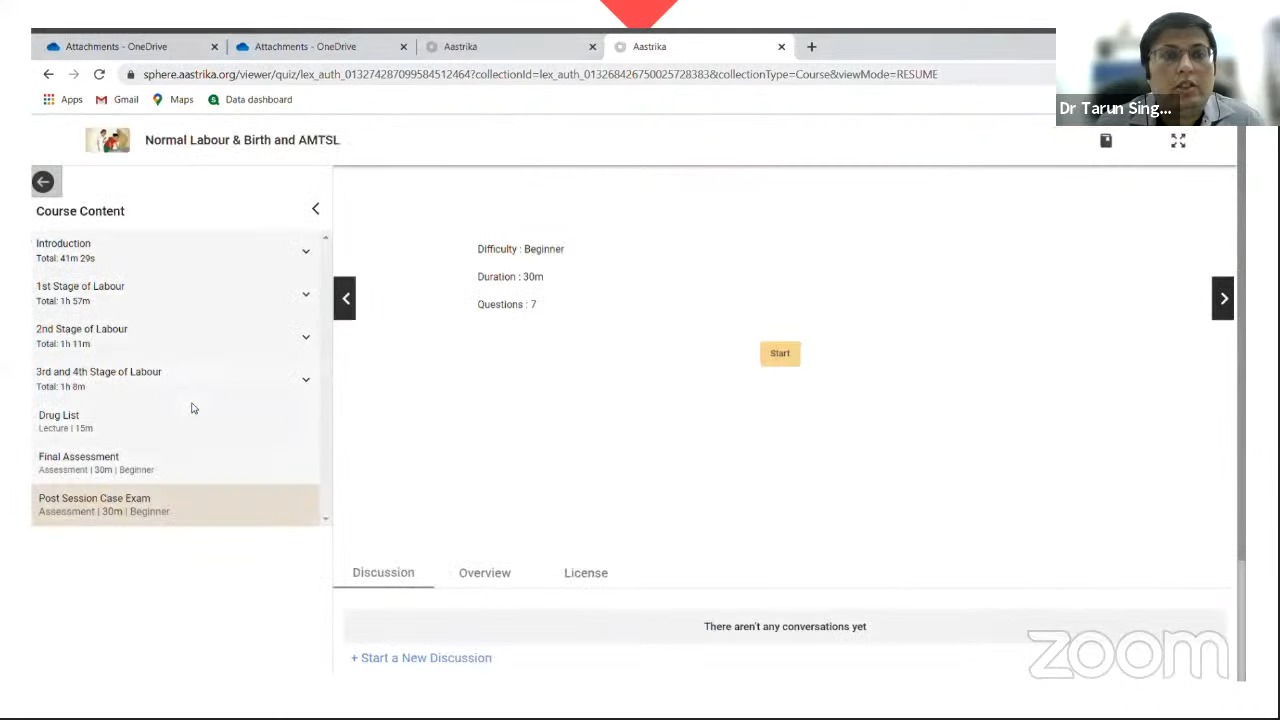 Attachments - OneDrive
Attachments - OneDrive
Aastrika
Aastrika
sphere.aastrika.org/viewer/quiz/lex_auth_013274287099584512464?collectionId=lex_auth_013268426750025728383&collectionType=Course&viewMode=RESUME
Apps
Gmail
Maps
Data dashboard
Dr Tarun Sing...
Normal Labour & Birth and AMTSL
Course Content
Introduction
Total: 41m 29s
1st Stage of Labour
Total: 1h 57m
2nd Stage of Labour
Total: 1h 11m
3rd and 4th Stage of Labour
Total: 1h 8m
Drug List
Lecture | 15m
Final Assessment
Assessment | 30m | Beginner
Post Session Case Exam
Assessment | 30m | Beginner
Difficulty : Beginner
Duration : 30m
Questions : 7
Start
Discussion
Overview
License
There aren't any conversations yet
+ Start a New Discussion
zoom